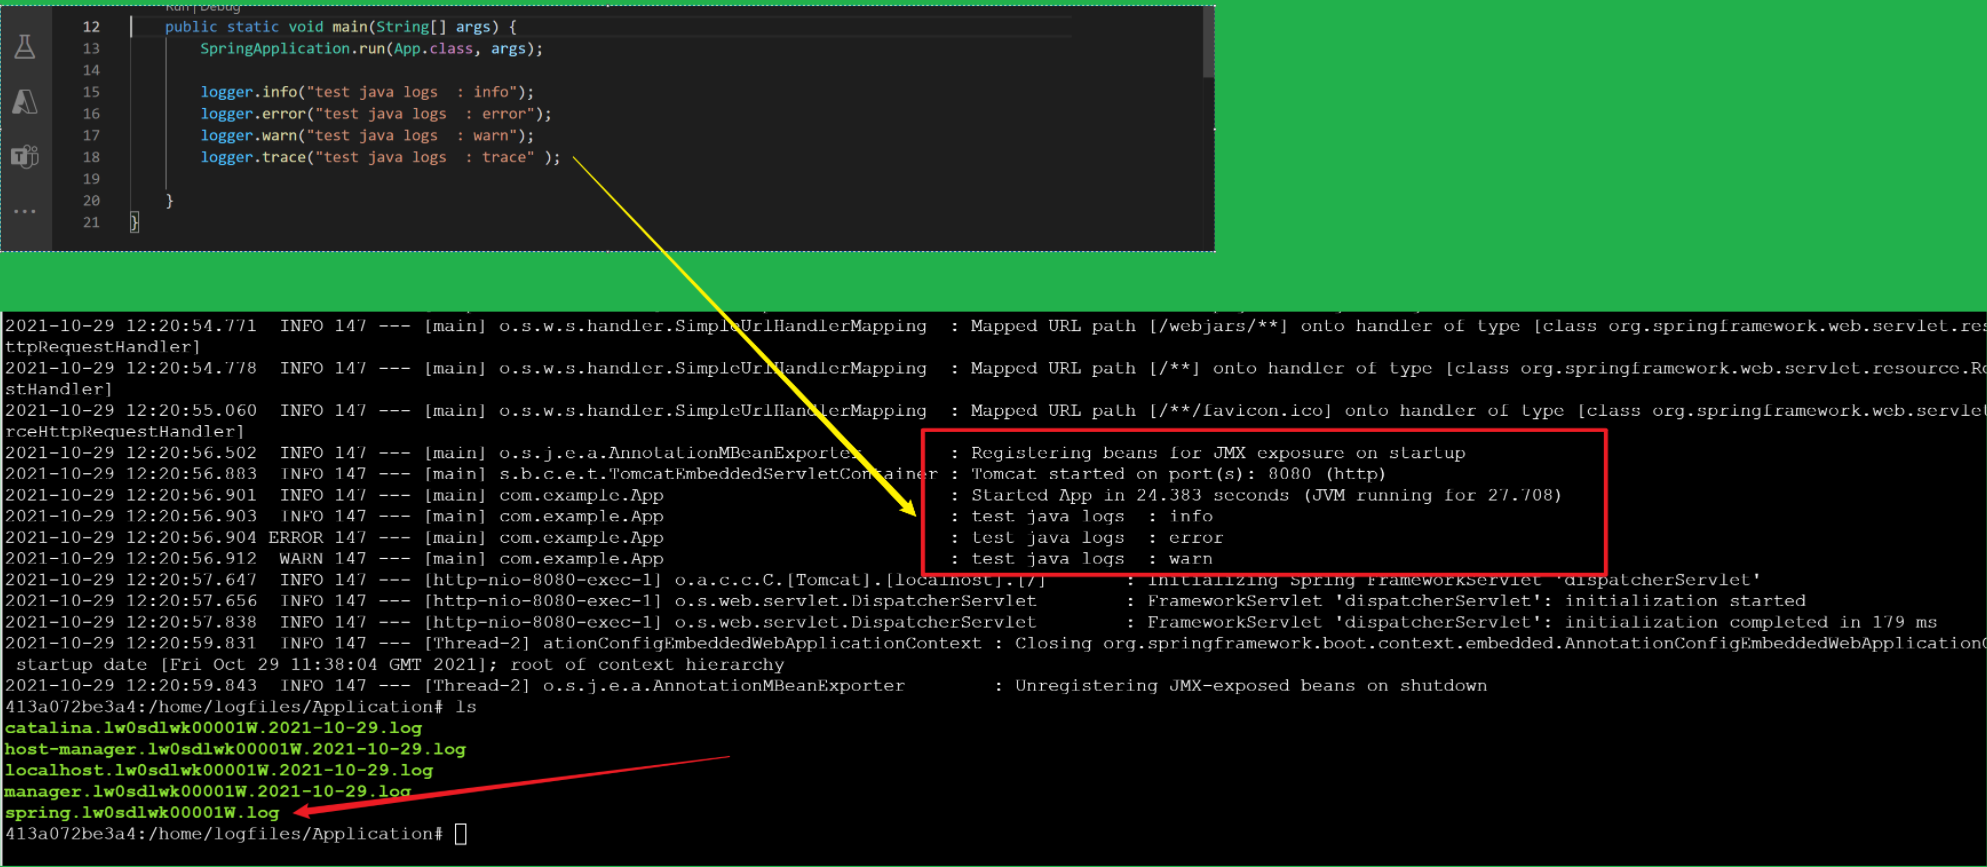 Run | Debug
12 public static void main(String[] args) {
13 SpringApplication.run(App.class, args);
14
15 logger.info("test java logs  : info");
16 logger.error("test java logs  : error");
17 logger.warn("test java logs  : warn");
18 logger.trace("test java logs  : trace" );
19
20 }
21 }
2021-10-29 12:20:54.771  INFO 147 --- [main] o.s.w.s.handler.SimpleUrlHandlerMapping  : Mapped URL path [/webjars/**] onto handler of type [class org.springframework.web.servlet.res
ttpRequestHandler]
2021-10-29 12:20:54.778  INFO 147 --- [main] o.s.w.s.handler.SimpleUrlHandlerMapping  : Mapped URL path [/**] onto handler of type [class org.springframework.web.servlet.resource.Re
stHandler]
2021-10-29 12:20:55.060  INFO 147 --- [main] o.s.w.s.handler.SimpleUrlHandlerMapping  : Mapped URL path [/**/favicon.ico] onto handler of type [class org.springframework.web.servlet
rceHttpRequestHandler]
2021-10-29 12:20:56.502  INFO 147 --- [main] o.s.j.e.a.AnnotationMBeanExporter        : Registering beans for JMX exposure on startup
2021-10-29 12:20:56.883  INFO 147 --- [main] s.b.c.e.t.TomcatEmbeddedServletContainer : Tomcat started on port(s): 8080 (http)
2021-10-29 12:20:56.901  INFO 147 --- [main] com.example.App                          : Started App in 24.383 seconds (JVM running for 27.708)
2021-10-29 12:20:56.903  INFO 147 --- [main] com.example.App                          : test java logs  : info
2021-10-29 12:20:56.904 ERROR 147 --- [main] com.example.App                          : test java logs  : error
2021-10-29 12:20:56.912  WARN 147 --- [main] com.example.App                          : test java logs  : warn
2021-10-29 12:20:57.647  INFO 147 --- [http-nio-8080-exec-1] o.a.c.c.C.[Tomcat].[localhost].[/]       : Initializing Spring FrameworkServlet 'dispatcherServlet'
2021-10-29 12:20:57.656  INFO 147 --- [http-nio-8080-exec-1] o.s.web.servlet.DispatcherServlet        : FrameworkServlet 'dispatcherServlet': initialization started
2021-10-29 12:20:57.838  INFO 147 --- [http-nio-8080-exec-1] o.s.web.servlet.DispatcherServlet        : FrameworkServlet 'dispatcherServlet': initialization completed in 179 ms
2021-10-29 12:20:59.831  INFO 147 --- [Thread-2] ationConfigEmbeddedWebApplicationContext : Closing org.springframework.boot.context.embedded.AnnotationConfigEmbeddedWebApplicationC
startup date [Fri Oct 29 11:38:04 GMT 2021]; root of context hierarchy
2021-10-29 12:20:59.843  INFO 147 --- [Thread-2] o.s.j.e.a.AnnotationMBeanExporter        : Unregistering JMX-exposed beans on shutdown
413a072be3a4:/home/logfiles/Application# ls
catalina.lw0sdlwk00001W.2021-10-29.log
host-manager.lw0sdlwk00001W.2021-10-29.log
localhost.lw0sdlwk00001W.2021-10-29.log
manager.lw0sdlwk00001W.2021-10-29.log
spring.lw0sdlwk00001W.log
413a072be3a4:/home/logfiles/Application#